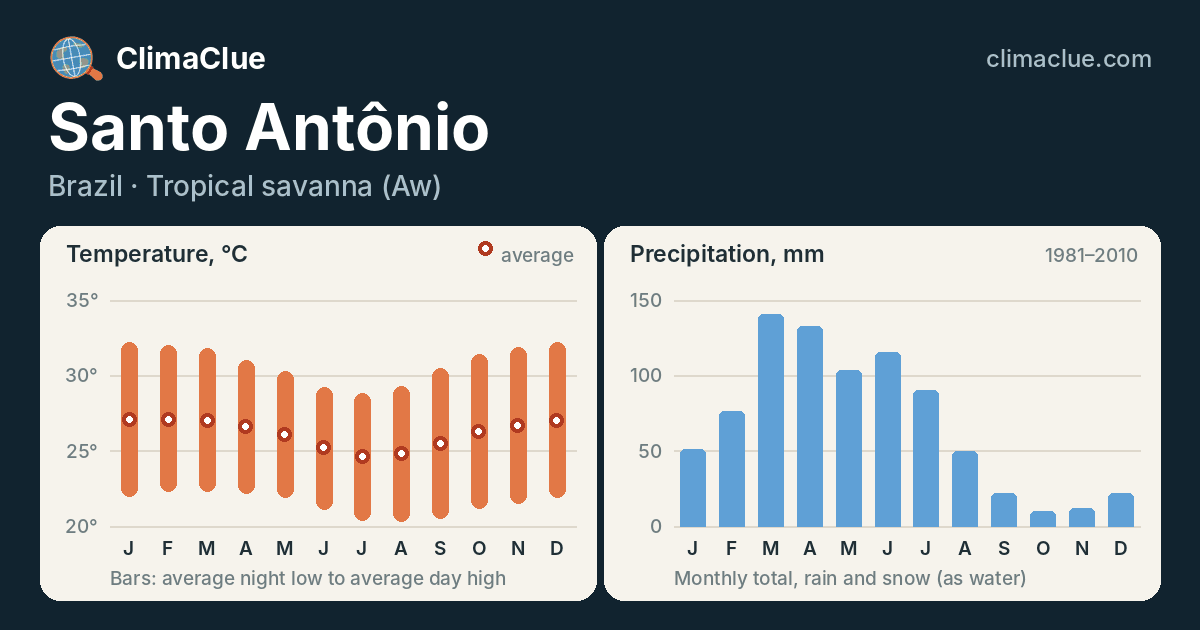 ClimaClue
climaclue.com
Santo Antônio
Brazil · Tropical savanna (Aw)
Temperature, °C
average
35°
30°
25°
20°
J F M A M J J A S O N D
Bars: average night low to average day high
Precipitation, mm
1981–2010
150
100
50
0
J F M A M J J A S O N D
Monthly total, rain and snow (as water)